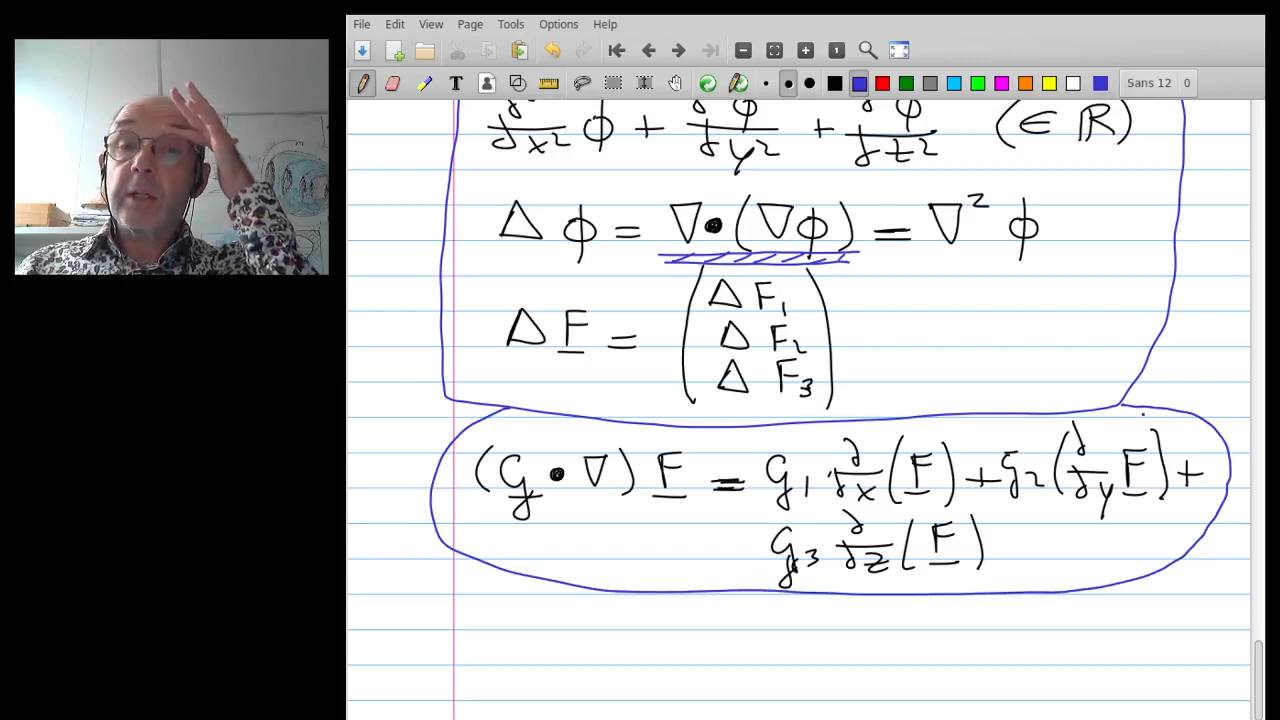 File Edit View Page Tools Options Help
Sans 12 0
∂²/∂x² φ + ∂²φ/∂y² + ∂²φ/∂z² (∈ ℝ)
Δ φ = ∇•(∇φ) = ∇² φ
Δ F = (Δ F₁
Δ F₂
Δ F₃)
(G • ∇) F = G₁ ∂/∂x (F) + G₂ (∂/∂y F) +
G₃ ∂/∂z (F)